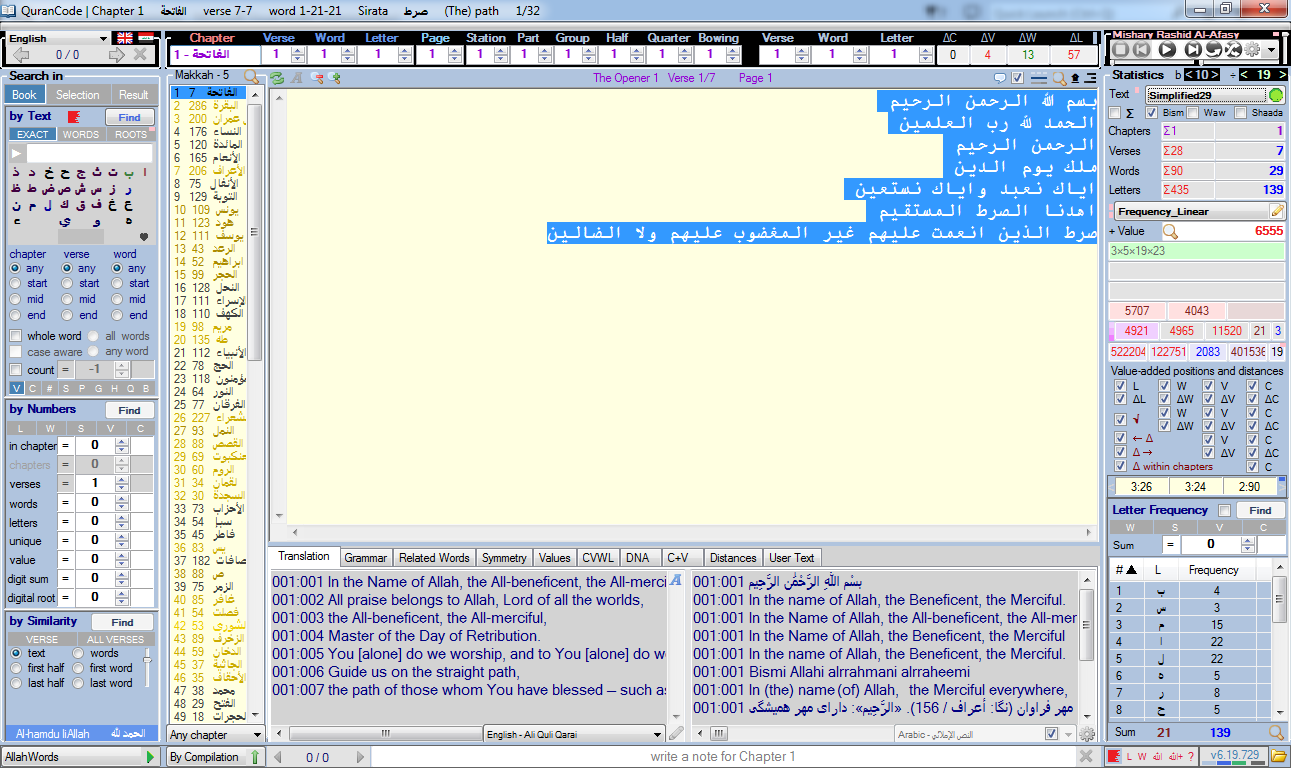 QuranCode | Chapter 1 الفاتحة verse 7-7 word 1-21-21 Sirata صرط (The) path 1/32
English
0 / 0
Chapter Verse Word Letter Page Station Part Group Half Quarter Bowing Verse Word Letter ΔC ΔV ΔW ΔL
1 - الفاتحة 1 1 1 1 1 1 1 1 1 1 1 1 1 0 4 13 57
Mishary Rashid Al-Afasy
Search in
Book Selection Result
by Text Find
EXACT WORDS ROOTS
ا ب ت ث ج ح خ د ذ
ر ز س ش ص ض ط ظ
ع غ ف ق ك ل م ن
ه و ي ء
chapter verse word
any any any
start start start
mid mid mid
end end end
whole word all words
case aware any word
count = -1
V C # S P G H Q B
by Numbers Find
L W S V C
in chapter = 0
chapters = 0
verses = 1
words = 0
letters = 0
unique = 0
value = 0
digit sum = 0
digital root = 0
by Similarity Find
VERSE ALL VERSES
text words
first half first word
last half last word
Al-hamdu liAllah الحمد لله
AllahWords
Makkah - 5
1 7 الفاتحة
2 286 البقرة
3 200 عمران
4 176 النساء
5 120 المائدة
6 165 الأنعام
7 206 الأعراف
8 75 الأنفال
9 129 التوبة
10 109 يونس
11 123 هود
12 111 يوسف
13 43 الرعد
14 52 ابراهيم
15 99 الحجر
16 128 النحل
17 111 الإسراء
18 110 الكهف
19 98 مريم
20 135 طه
21 112 الأنبياء
22 78 الحج
23 118 مؤمنون
24 64 النور
25 77 الفرقان
26 227 شعراء
27 93 النمل
28 88 القصص
29 69 عنكبوت
30 60 الروم
31 34 لقمان
32 30 السجدة
33 73 الأحزاب
34 54 سبإ
35 45 فاطر
36 83 يس
37 182 صافات
38 88 ص
39 75 الزمر
40 85 غافر
41 54 فصلت
42 53 شورى
43 89 الزخرف
44 59 الدخان
45 37 الجاثية
46 35 الأحقاف
47 38 محمد
48 29 الفتح
49 18 الحجرات
Any chapter
By Compilation
The Opener 1 Verse 1/7 Page 1
بسم الله الرحمن الرحيم
الحمد لله رب العلمين
الرحمن الرحيم
ملك يوم الدين
اياك نعبد واياك نستعين
اهدنا الصرط المستقيم
صرط الذين انعمت عليهم غير المغضوب عليهم ولا الضالين
Translation Grammar Related Words Symmetry Values CVWL DNA C+V Distances User Text
001:001 In the Name of Allah, the All-beneficent, the All-merci
001:002 All praise belongs to Allah, Lord of all the worlds,
001:003 the All-beneficent, the All-merciful,
001:004 Master of the Day of Retribution.
001:005 You [alone] do we worship, and to You [alone] do we
001:006 Guide us on the straight path,
001:007 the path of those whom You have blessed – such as
English - Ali Quli Qarai
001:001 بِسْمِ اللَّهِ الرَّحْمَٰنِ الرَّحِيمِ
001:001 In the name of Allah, the Beneficent, the Merciful.
001:001 In the Name of Allah, the All-beneficent, the All-mer
001:001 In the name of Allah, the Beneficent, the Merciful
001:001 In the name of Allah, the Beneficent, the Merciful.
001:001 Bismi Allahi alrrahmani alrraheemi
001:001 In (the) name (of) Allah, the Merciful everywhere,
001:001 مهر فراوان (نگا: أعراف / 156). «الرَّحِيم»: دارای مهر همیشگی
Arabic - النص الإملائي
0 / 0
write a note for Chapter 1
Statistics b < 10 > ÷ < 19 >
Text Simplified29
Σ Bism Waw Shaada
Chapters Σ1 1
Verses Σ28 7
Words Σ90 29
Letters Σ435 139
Frequency_Linear
+ Value 6555
3×5×19×23
5707 4043
4921 4965 11520 21 3
522204 122751 2083 401536 19
Value-added positions and distances
L W V C
ΔL ΔW ΔV ΔC
√ W V C
ΔW ΔV ΔC
← Δ V C
Δ → ΔV ΔC
Δ within chapters C
3:26 3:24 2:90
Letter Frequency Find
W S V C
Sum = 0
# L Frequency
1 ب 4
2 س 3
3 م 15
4 ا 22
5 ل 22
6 ه 5
7 ر 8
8 ح 5
Sum 21 139
L W الله الله+ ? v6.19.729